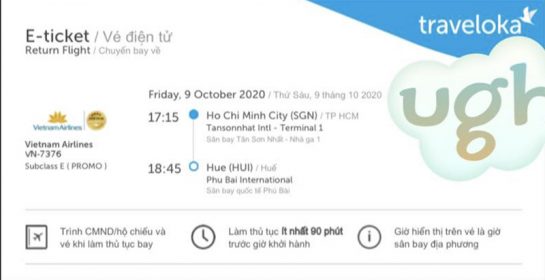 traveloka
E-ticket / Vé điện tử
Return Flight / Chuyến bay về
Friday, 9 October 2020 / Thứ Sáu, 9 tháng 10 2020
17:15 Ho Chi Minh City (SGN) / TP HCM
Tansonnhat Intl - Terminal 1
Sân bay Tân Sơn Nhất - Nhà ga 1
Vietnam Airlines
Vietnam Airlines
VN-7376
Subclass E ( PROMO )
18:45 Hue (HUI) / Huế
Phu Bai International
Sân bay quốc tế Phú Bài
ugh
Trình CMND/hộ chiếu và
vé khi làm thủ tục bay
Làm thủ tục ít nhất 90 phút
trước giờ khởi hành
Giờ hiển thị trên vé là giờ
sân bay địa phương